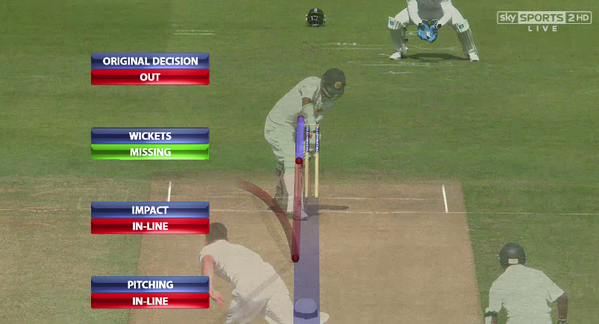 sky SPORTS 2 HD
LIVE
ORIGINAL DECISION
OUT
WICKETS
MISSING
IMPACT
IN-LINE
PITCHING
IN-LINE